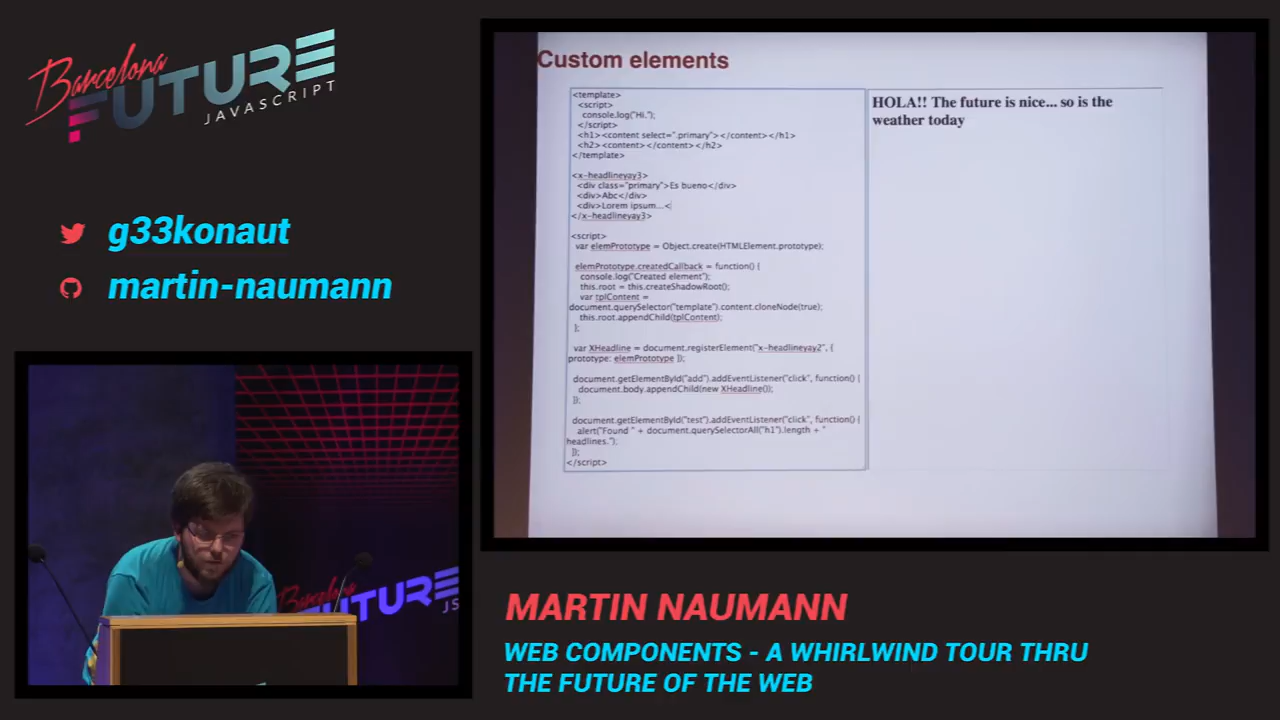 Barcelona
FUTURE
JAVASCRIPT
g33konaut
martin-naumann
Custom elements
<template>
<script>
console.log("Hi.");
</script>
<h1><content select=".primary"></content></h1>
<h2><content></content></h2>
</template>
<x-headlineyay3>
<div class="primary">Es bueno</div>
<div>Abc</div>
<div>Lorem ipsum...<
</x-headlineyay3>
<script>
var elemPrototype = Object.create(HTMLElement.prototype);
elemPrototype.createdCallback = function() {
console.log("Created element");
this.root = this.createShadowRoot();
var tplContent =
document.querySelector("template").content.cloneNode(true);
this.root.appendChild(tplContent);
};
var XHeadline = document.registerElement("x-headlineyay2", {
prototype: elemPrototype });
document.getElementById("add").addEventListener("click", function() {
document.body.appendChild(new XHeadline());
});
document.getElementById("test").addEventListener("click", function() {
alert("Found " + document.querySelectorAll("h1").length + "
headlines.");
});
</script>
HOLA!! The future is nice... so is the
weather today
Barcelona
FUTURE
JS
MARTIN NAUMANN
WEB COMPONENTS - A WHIRLWIND TOUR THRU
THE FUTURE OF THE WEB